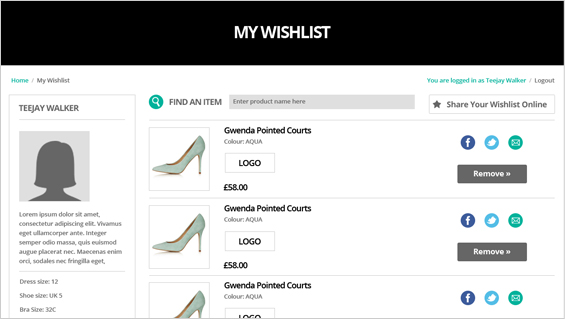 MY WISHLIST
Home / My Wishlist
You are logged in as Teejay Walker / Logout
TEEJAY WALKER
Lorem ipsum dolor sit amet,
consectetur adipiscing elit. Vivamus
eget ullamcorper ante. Integer
semper odio massa, quis euismod
augue placerat nec. Maecenas enim
orci, sodales nec fringilla eget,
Dress size: 12
Shoe size: UK 5
Bra Size: 32C
FIND AN ITEM
Enter product name here
Share Your Wishlist Online
Gwenda Pointed Courts
Colour: AQUA
LOGO
£58.00
Remove »
Gwenda Pointed Courts
Colour: AQUA
LOGO
£58.00
Remove »
Gwenda Pointed Courts
Colour: AQUA
LOGO